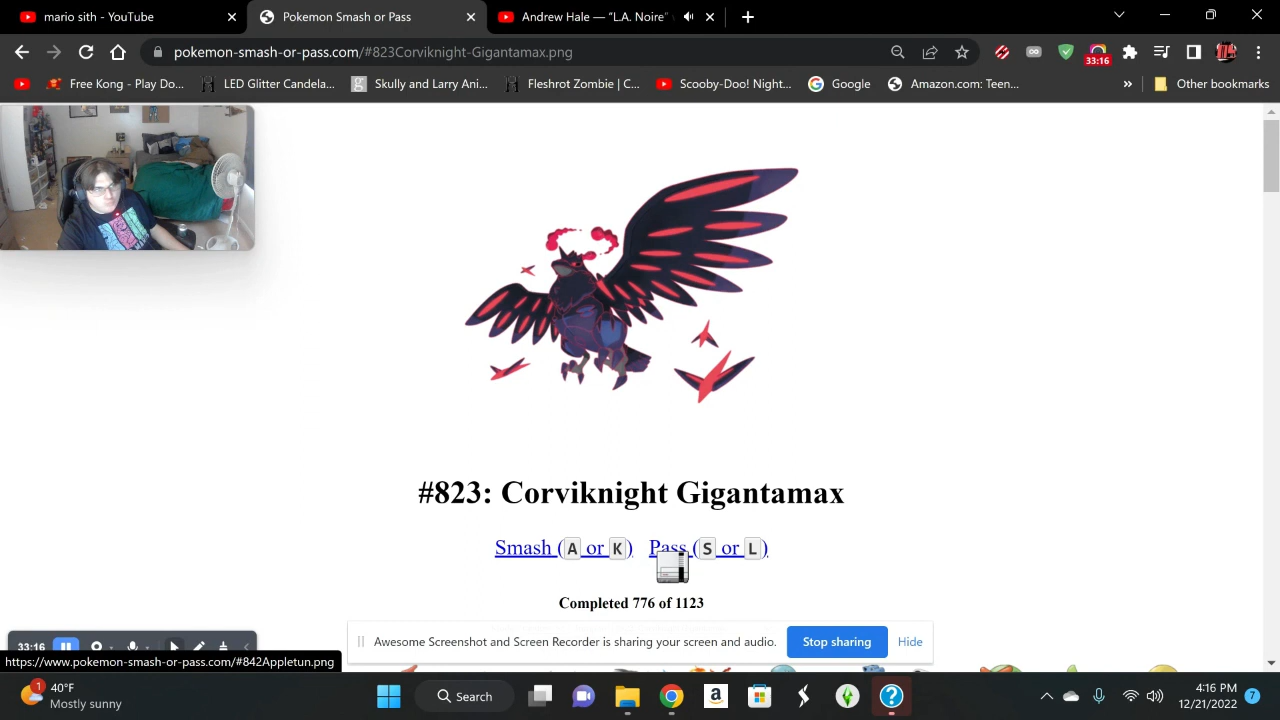 mario sith - YouTube
Pokemon Smash or Pass
Andrew Hale — "L.A. Noire"
pokemon-smash-or-pass.com/#823Corviknight-Gigantamax.png
33:16
Free Kong - Play Do...
LED Glitter Candela...
Skully and Larry Ani...
Fleshrot Zombie | C...
Scooby-Doo! Night...
Google
Amazon.com: Teen...
»
Other bookmarks
#823: Corviknight Gigantamax
Smash (A or K) Pass (S or L)
Completed 776 of 1123
33:16
Awesome Screenshot and Screen Recorder is sharing your screen and audio.
Stop sharing
Hide
https://www.pokemon-smash-or-pass.com/#842Appletun.png
1
40°F
Mostly sunny
Search
4:16 PM
12/21/2022
7